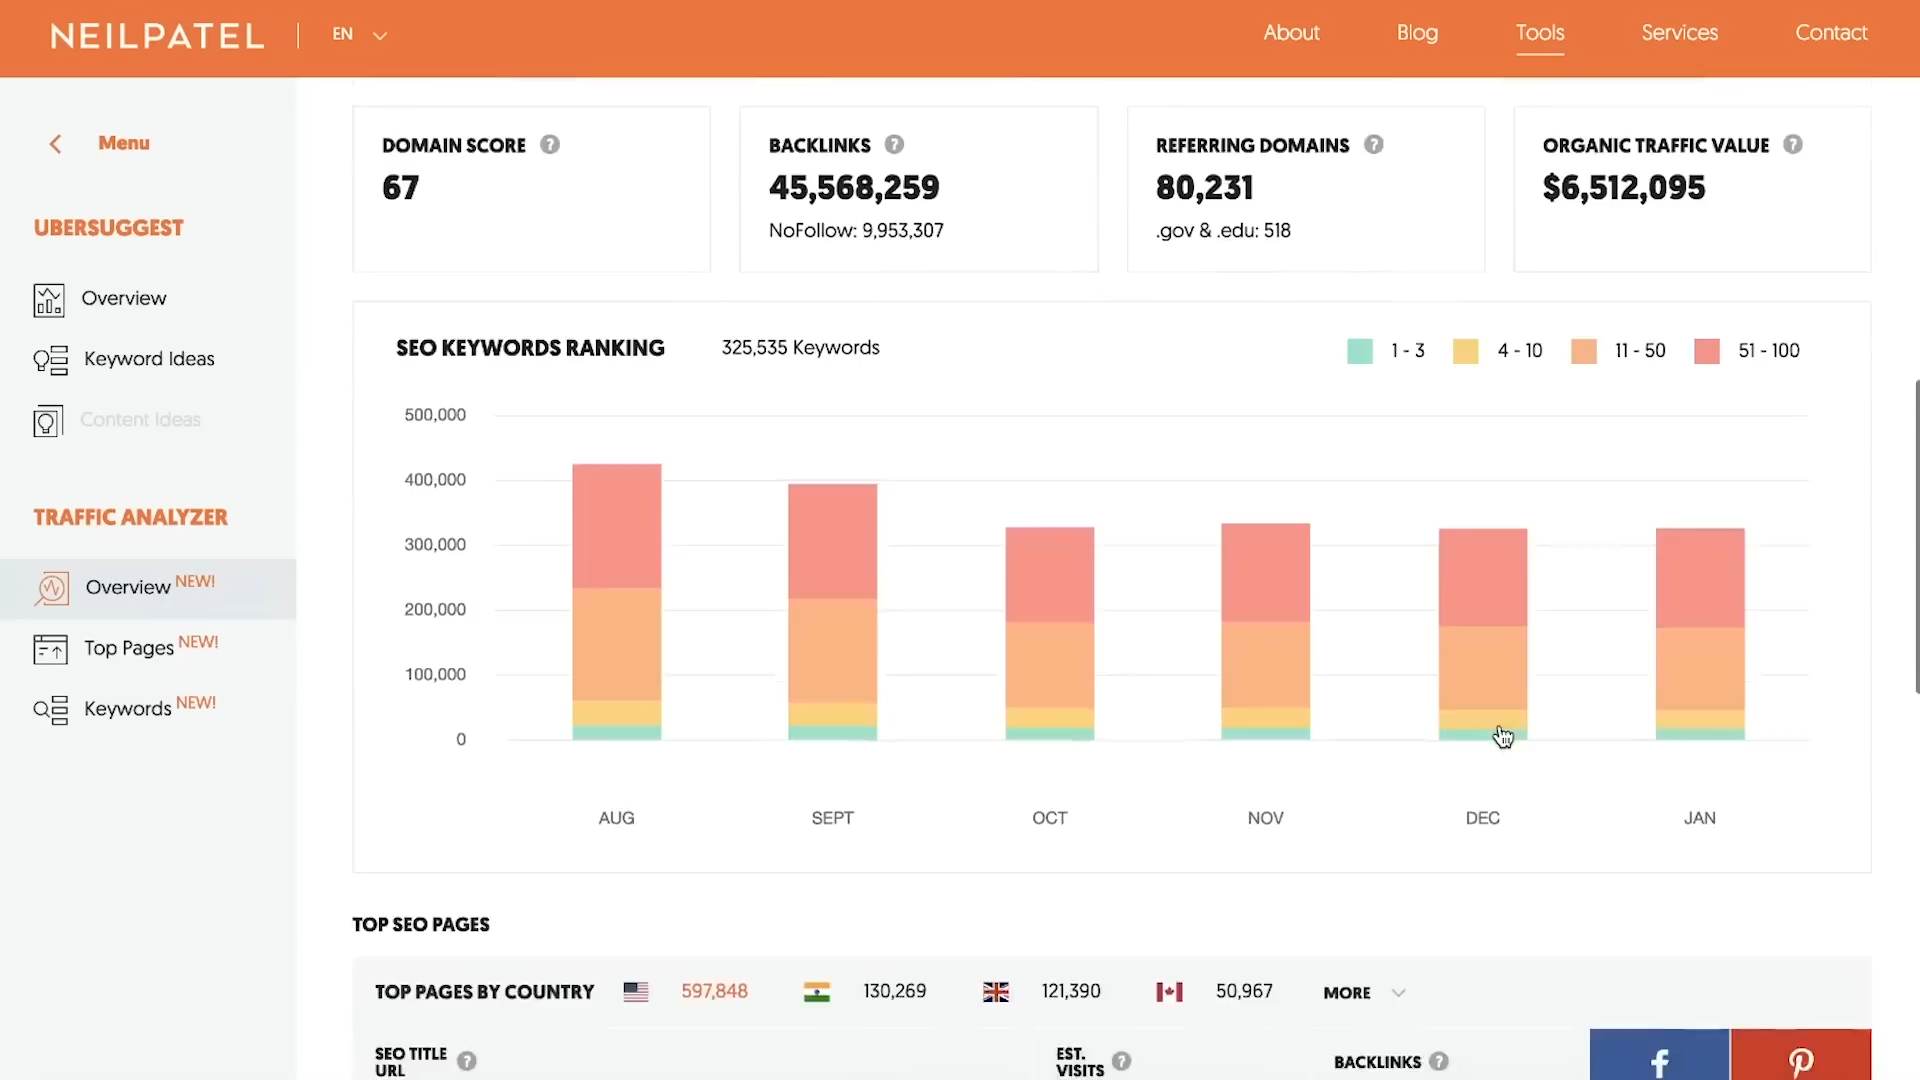 NEILPATEL
EN
About
Blog
Tools
Services
Contact
Menu
UBERSUGGEST
Overview
Keyword Ideas
Content Ideas
TRAFFIC ANALYZER
Overview NEW!
Top Pages NEW!
Keywords NEW!
DOMAIN SCORE ?
67
BACKLINKS ?
45,568,259
NoFollow: 9,953,307
REFERRING DOMAINS ?
80,231
.gov & .edu: 518
ORGANIC TRAFFIC VALUE ?
$6,512,095
SEO KEYWORDS RANKING
325,535 Keywords
1 - 3
4 - 10
11 - 50
51 - 100
500,000
400,000
300,000
200,000
100,000
0
AUG
SEPT
OCT
NOV
DEC
JAN
TOP SEO PAGES
TOP PAGES BY COUNTRY
597,848
130,269
121,390
50,967
MORE
SEO TITLE
URL ?
EST.
VISITS ?
BACKLINKS ?